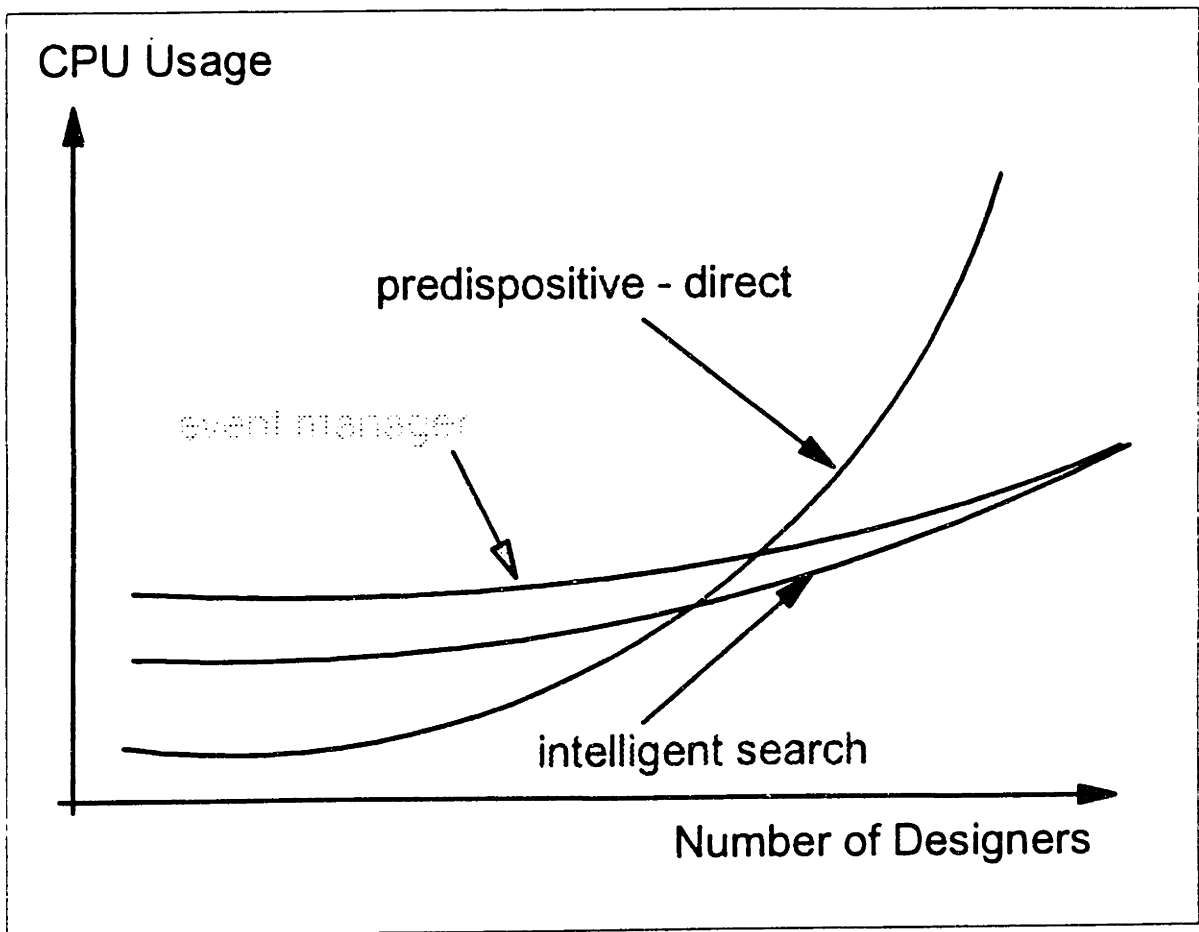 CPU Usage
predispositive - direct
event manager
intelligent search
Number of Designers